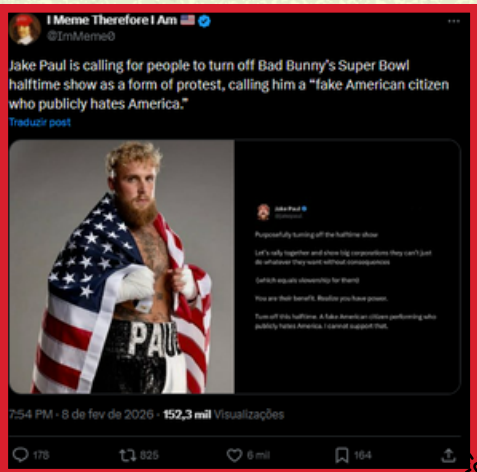 I Meme Therefore I Am 🇺🇸
@ImMeme0
Jake Paul is calling for people to turn off Bad Bunny's Super Bowl
halftime show as a form of protest, calling him a “fake American citizen
who publicly hates America.”
Traduzir post
PAU
Jake Paul
Purposefully turning off the halftime show
Let's rally together and show big corporations they can't just
do whatever they want without consequences
(which equals viewership for them)
You are their benefit. Realize you have power.
Turn off this halftime. A fake American citizen performing who
publicly hates America. I cannot support that.
7:54 PM · 8 de fev de 2026 · 152,3 mil Visualizações
178 825 6 mil 164